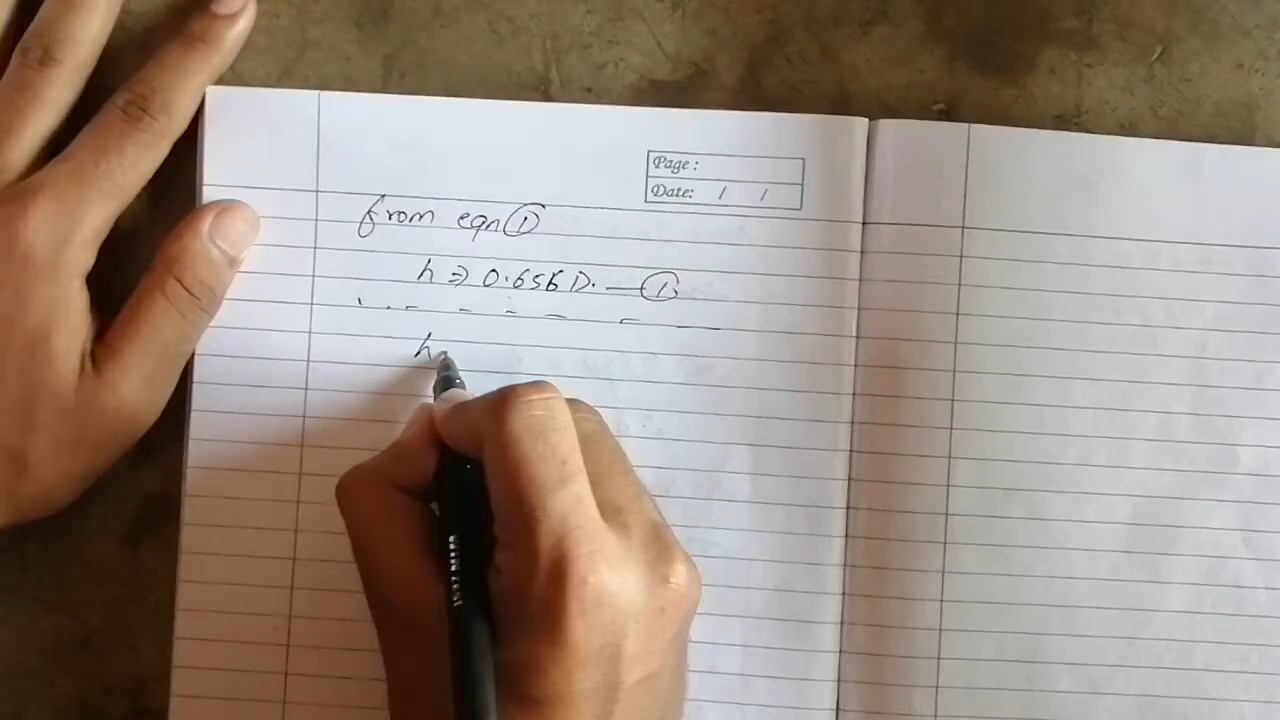 Page :
Date: / /
from eqn ①
h ⇒ 0.656 D. — ①
h